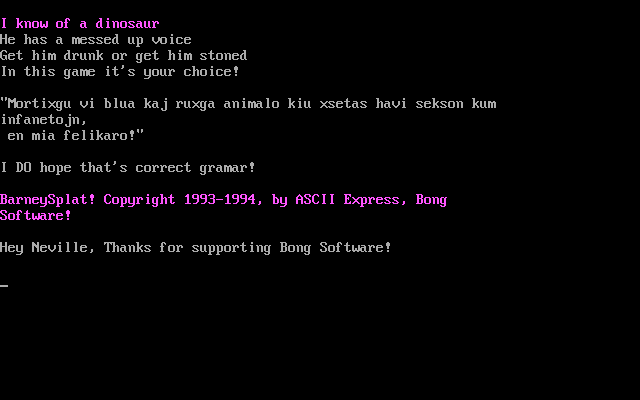 I know of a dinosaur
He has a messed up voice
Get him drunk or get him stoned
In this game it's your choice!
"Mortixgu vi blua kaj ruxga animalo kiu xsetas havi sekson kum
infanetojn,
en mia felikaro!"
I DO hope that's correct gramar!
BarneySplat! Copyright 1993-1994, by ASCII Express, Bong
Software!
Hey Neville, Thanks for supporting Bong Software!